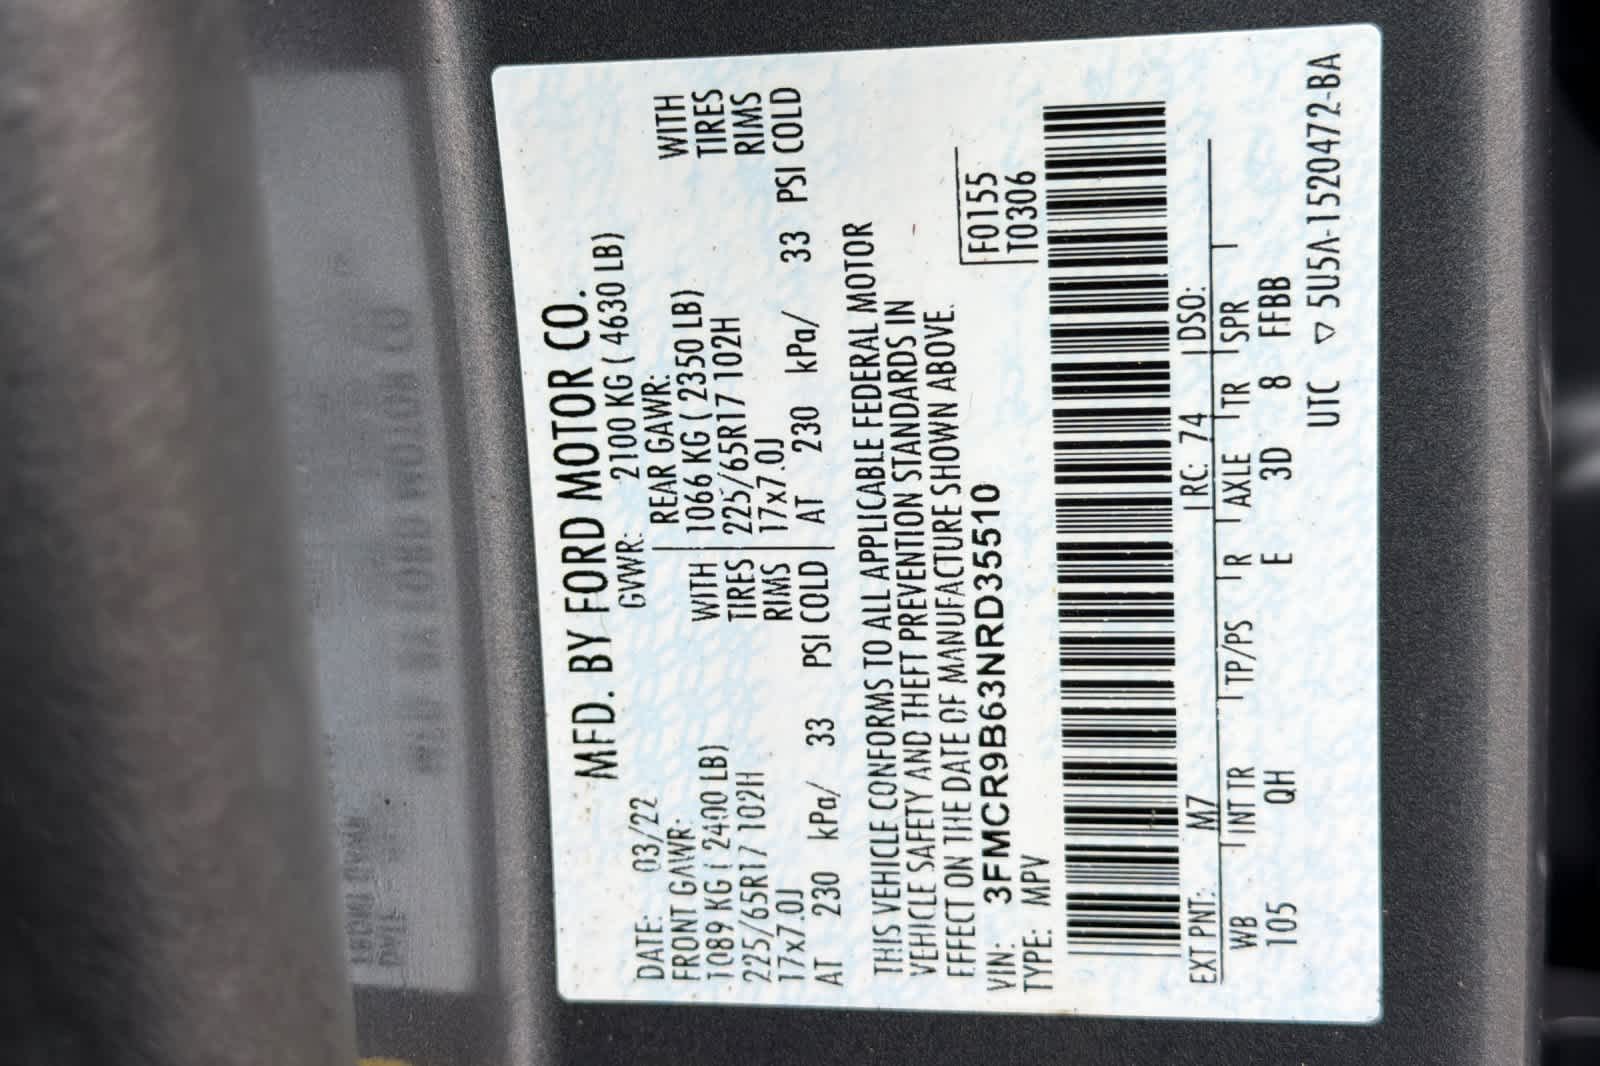 MFD. BY FORD MOTOR CO.
DATE: 03/22 GVWR: 2100 KG ( 4630 LB)
FRONT GAWR: REAR GAWR:
1089 KG ( 2400 LB) WITH 1066 KG ( 2350 LB) WITH
225/65R17 102H TIRES 225/65R17 102H TIRES
17x7.0J RIMS 17x7.0J RIMS
AT 230 kPa/ 33 PSI COLD AT 230 kPa/ 33 PSI COLD
THIS VEHICLE CONFORMS TO ALL APPLICABLE FEDERAL MOTOR
VEHICLE SAFETY AND THEFT PREVENTION STANDARDS IN
EFFECT ON THE DATE OF MANUFACTURE SHOWN ABOVE.
VIN: 3FMCR9B63NRD35510 F0155
TYPE: MPV T0306
EXT PNT: M7 RC: 74 DSO:
WB INT TR TP/PS R AXLE TR SPR
105 QH E 3D 8 FFBB
UTC ▽ 5U5A-1520472-BA